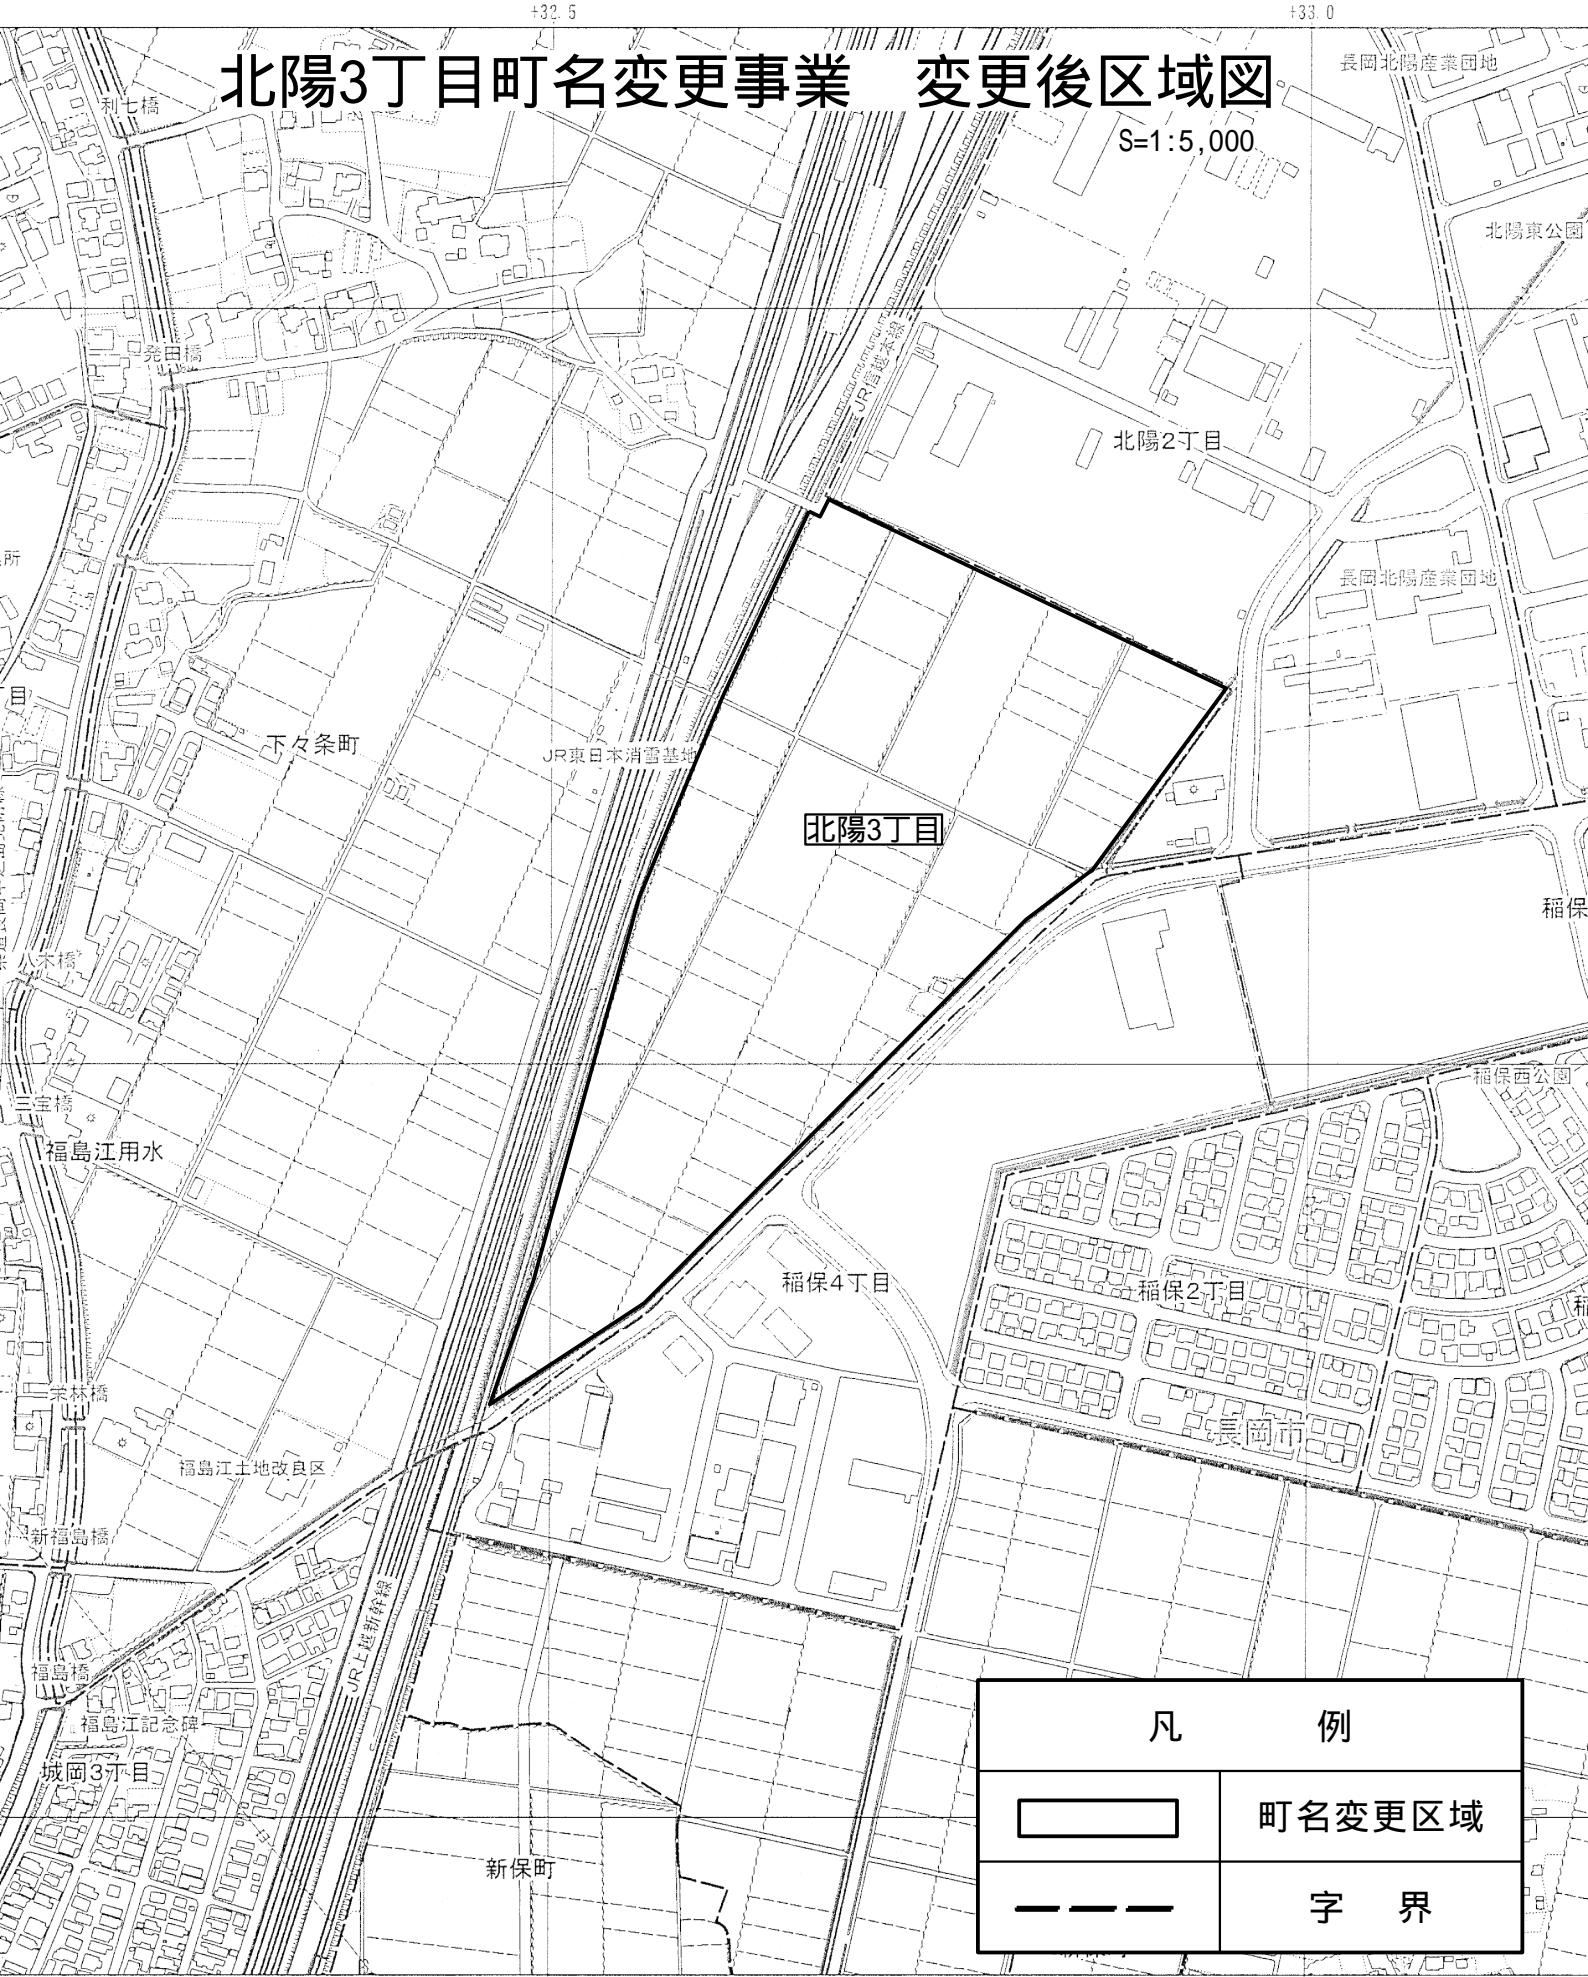 +32.5
+33.0
北陽3丁目町名変更事業　変更後区域図
S=1:5,000
長岡北陽産業団地
利七橋
北陽東公園
発田橋
JR信越本線
北陽2丁目
所
長岡北陽産業団地
丁目
下々条町
JR東日本消雪基地
北陽3丁目
稲保
八木橋
稲保西公園
三宝橋
福島江用水
稲保4丁目
稲保2丁目
稲
栄林橋
長岡市
福島江土地改良区
新福島橋
JR上越新幹線
福島橋
福島江記念碑
城岡3丁目
新保町
凡　例
町名変更区域
字　界